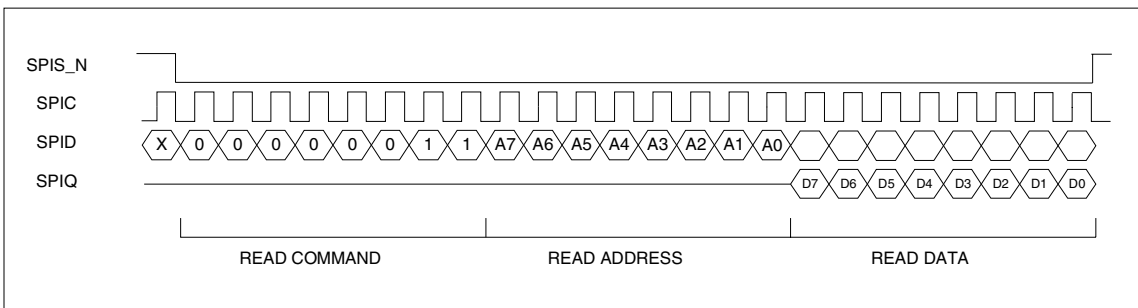 SPIS_N
SPIC
SPID X 0 0 0 0 0 0 1 1 A7 A6 A5 A4 A3 A2 A1 A0
SPIQ D7 D6 D5 D4 D3 D2 D1 D0
READ COMMAND READ ADDRESS READ DATA